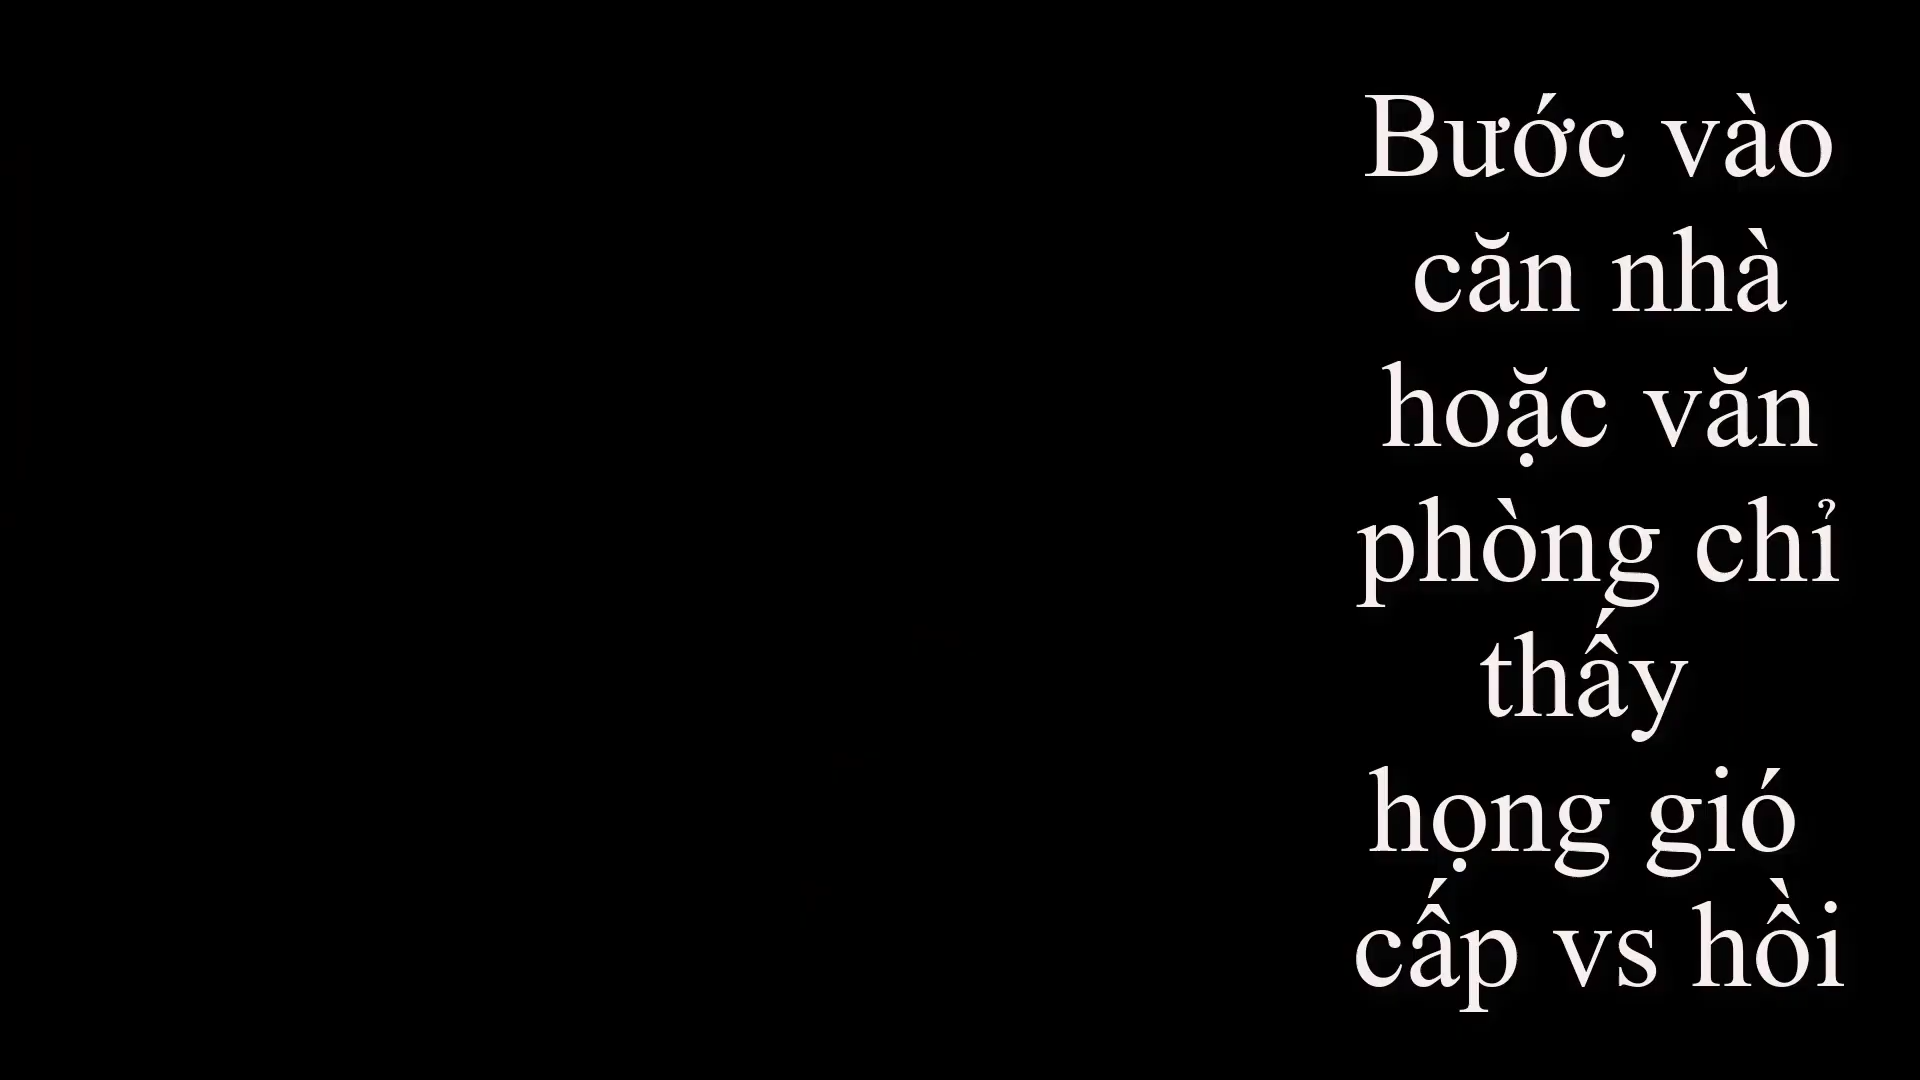 Bước vào
căn nhà
hoặc văn
phòng chỉ
thấy
họng gió
cấp vs hồi